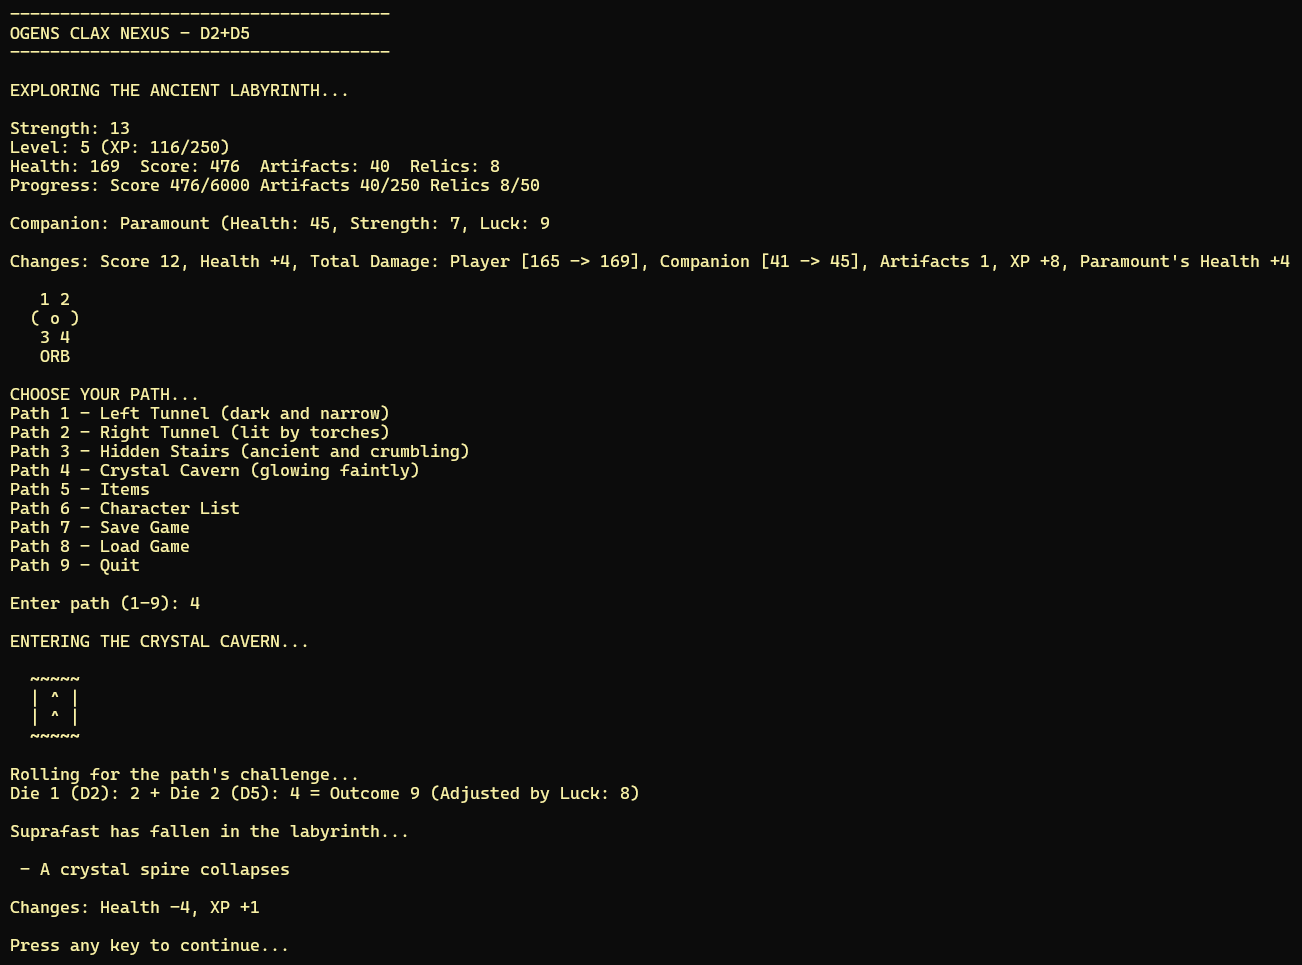 --------------------------------------
OGENS CLAX NEXUS - D2+D5
--------------------------------------
EXPLORING THE ANCIENT LABYRINTH...
Strength: 13
Level: 5 (XP: 116/250)
Health: 169  Score: 476  Artifacts: 40  Relics: 8
Progress: Score 476/6000 Artifacts 40/250 Relics 8/50
Companion: Paramount (Health: 45, Strength: 7, Luck: 9
Changes: Score 12, Health +4, Total Damage: Player [165 -> 169], Companion [41 -> 45], Artifacts 1, XP +8, Paramount's Health +4
   1 2
  ( o )
   3 4
   ORB
CHOOSE YOUR PATH...
Path 1 - Left Tunnel (dark and narrow)
Path 2 - Right Tunnel (lit by torches)
Path 3 - Hidden Stairs (ancient and crumbling)
Path 4 - Crystal Cavern (glowing faintly)
Path 5 - Items
Path 6 - Character List
Path 7 - Save Game
Path 8 - Load Game
Path 9 - Quit
Enter path (1-9): 4
ENTERING THE CRYSTAL CAVERN...
  ~~~~~
  | ^ |
  | ^ |
  ~~~~~
Rolling for the path's challenge...
Die 1 (D2): 2 + Die 2 (D5): 4 = Outcome 9 (Adjusted by Luck: 8)
Suprafast has fallen in the labyrinth...
 - A crystal spire collapses
Changes: Health -4, XP +1
Press any key to continue...